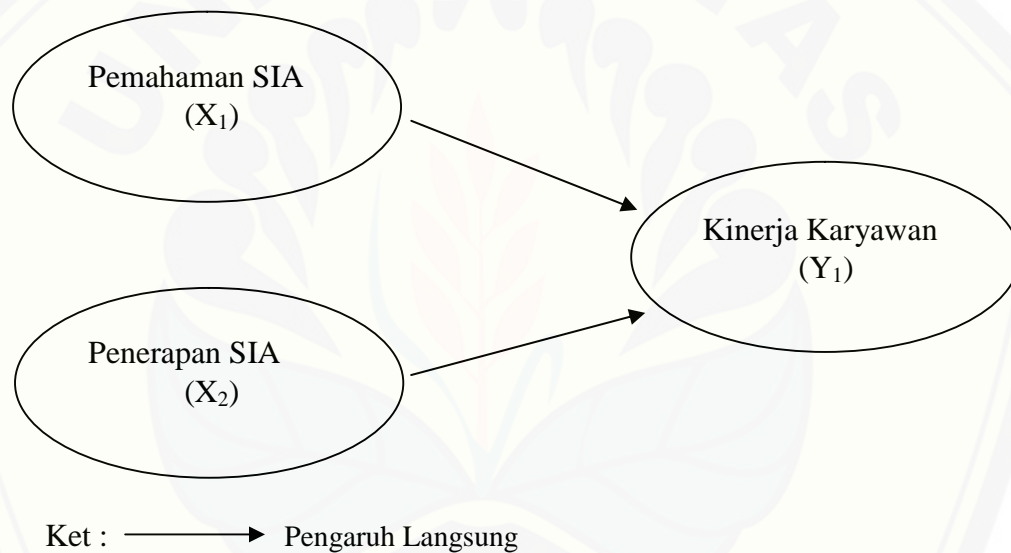 Pemahaman SIA
(X₁)
Kinerja Karyawan
(Y₁)
Penerapan SIA
(X₂)
Ket : Pengaruh Langsung